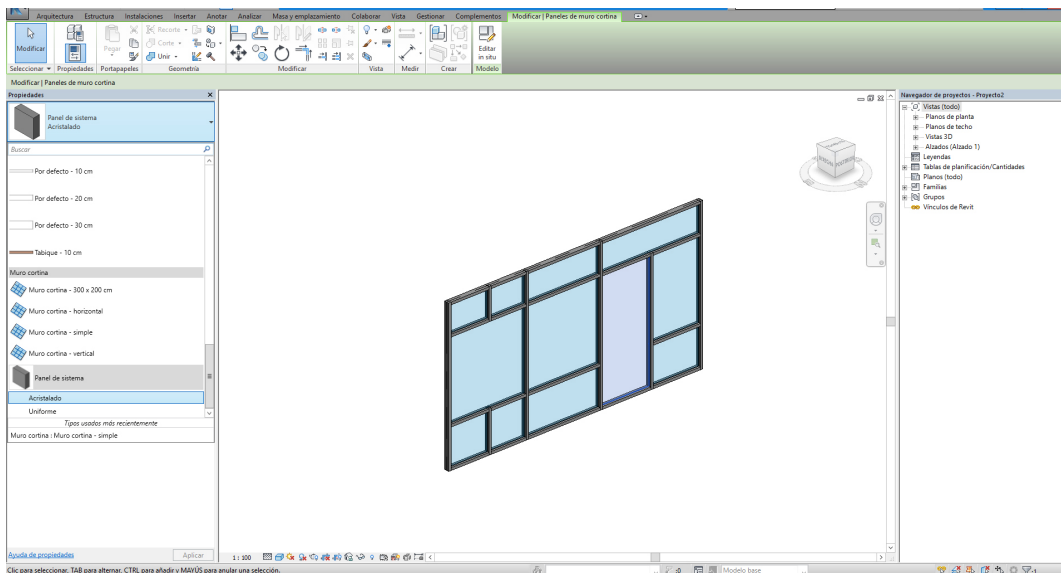 Arquitectura Estructura Instalaciones Insertar Anotar Analizar Masa y emplazamiento Colaborar Vista Gestionar Complementos Modificar | Paneles de muro cortina
Modificar
Pegar
Recorte
Corte
Unir
Editar
in situ
Seleccionar Propiedades Portapapeles Geometría Modificar Vista Medir Crear Modelo
Modificar | Paneles de muro cortina
Propiedades
Panel de sistema
Acristalado
Buscar
Por defecto - 10 cm
Por defecto - 20 cm
Por defecto - 30 cm
Tabique - 10 cm
Muro cortina
Muro cortina - 300 x 200 cm
Muro cortina - horizontal
Muro cortina - simple
Muro cortina - vertical
Panel de sistema
Acristalado
Uniforme
Tipos usados más recientemente
Muro cortina : Muro cortina - simple
Ayuda de propiedades
Aplicar
1 : 100
Navegador de proyectos - Proyecto2
Vistas (todo)
Planos de planta
Planos de techo
Vistas 3D
Alzados (Alzado 1)
Leyendas
Tablas de planificación/Cantidades
Planos (todo)
Familias
Grupos
Vínculos de Revit
Clic para seleccionar, TAB para alternar, CTRL para añadir y MAYÚS para anular una selección.
:0
Modelo base
:1